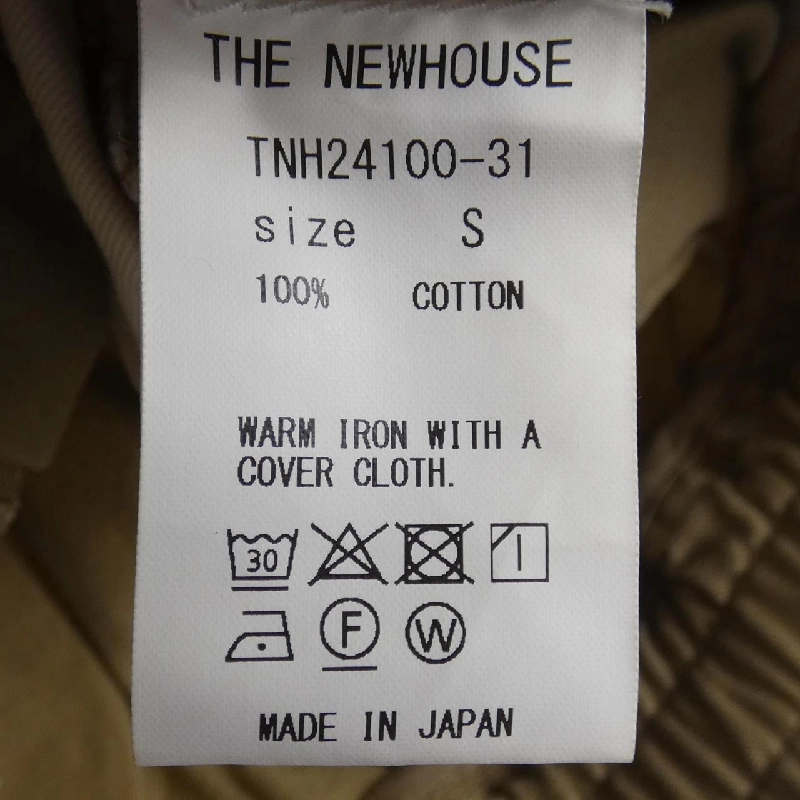 THE NEWHOUSE
TNH24100-31
size S
100% COTTON
WARM IRON WITH A
COVER CLOTH.
30
F W
MADE IN JAPAN